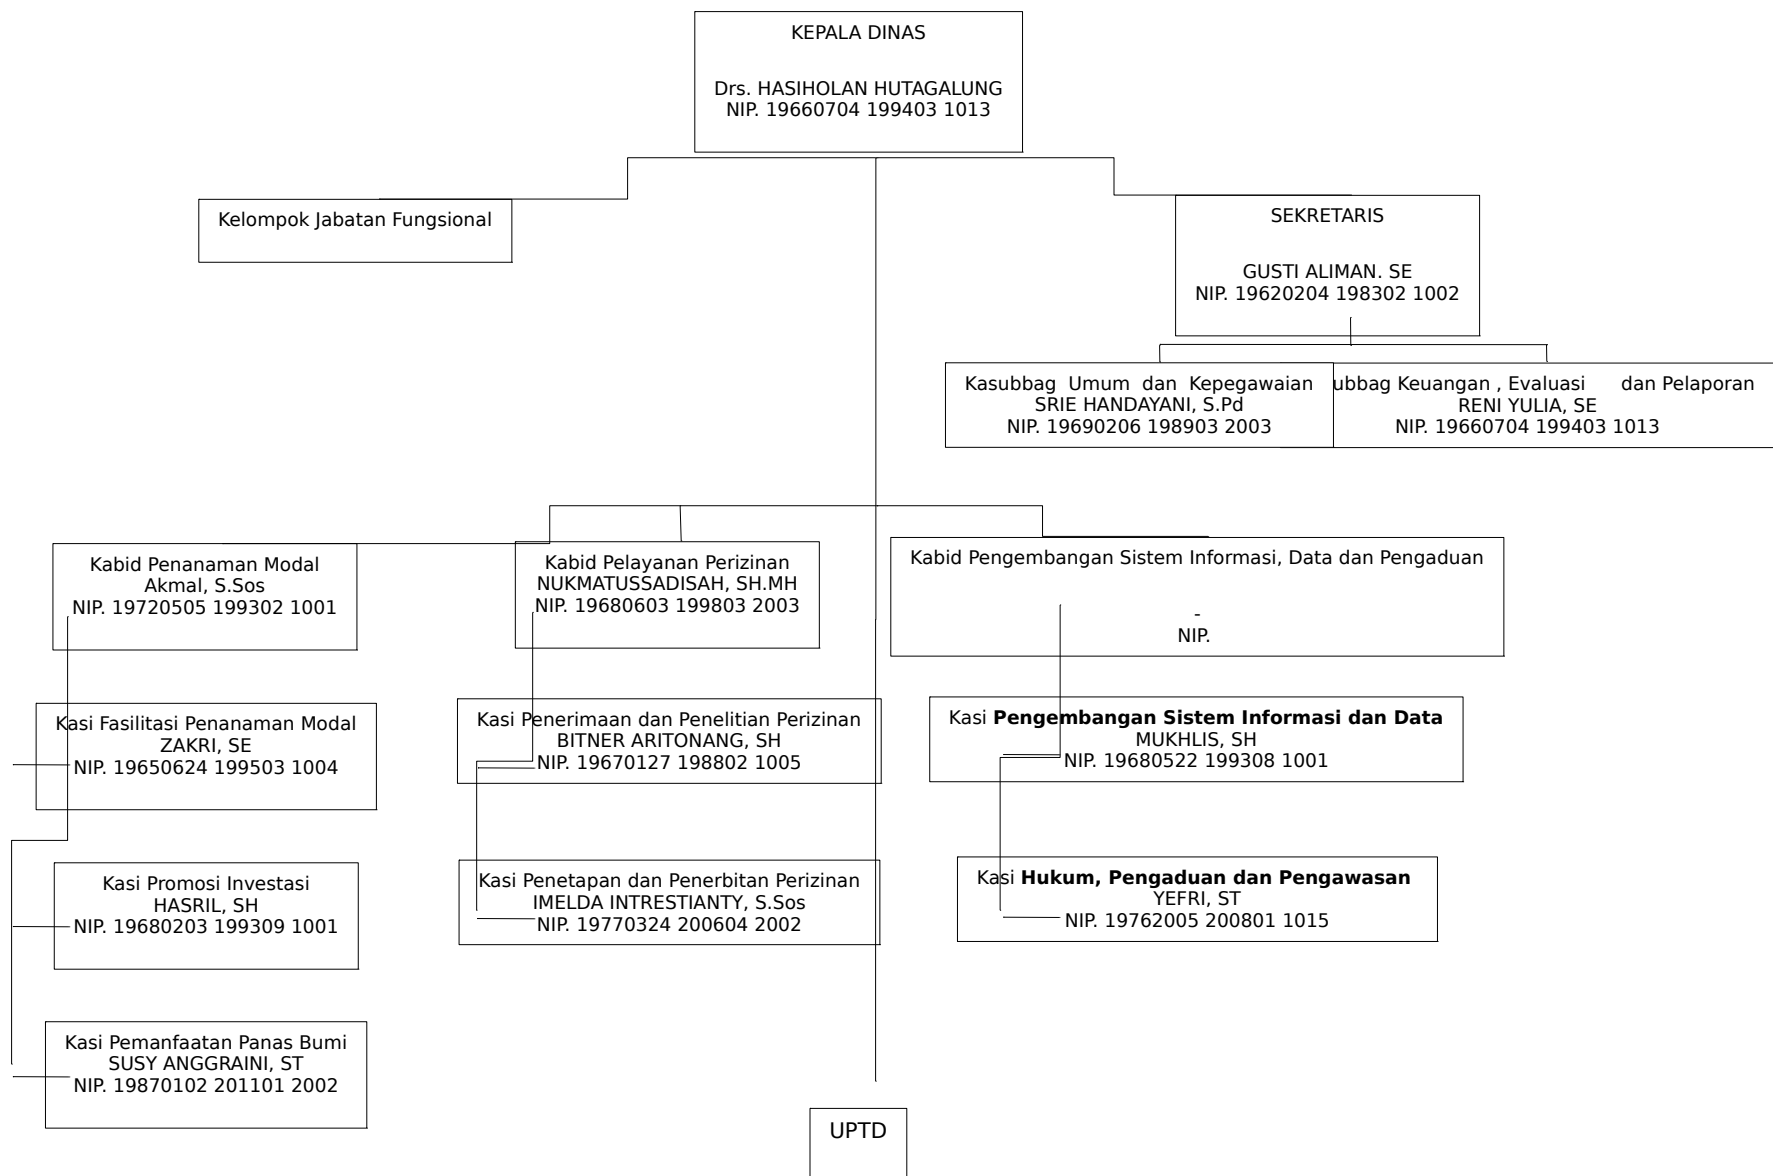 KEPALA DINAS
Drs. HASIHOLAN HUTAGALUNG
NIP. 19660704 199403 1013
Kelompok Jabatan Fungsional
SEKRETARIS
GUSTI ALIMAN. SE
NIP. 19620204 198302 1002
Kasubbag Umum dan Kepegawaian
SRIE HANDAYANI, S.Pd
NIP. 19690206 198903 2003
ubbag Keuangan , Evaluasi dan Pelaporan
RENI YULIA, SE
NIP. 19660704 199403 1013
Kabid Penanaman Modal
Akmal, S.Sos
NIP. 19720505 199302 1001
Kabid Pelayanan Perizinan
NUKMATUSSADISAH, SH.MH
NIP. 19680603 199803 2003
Kabid Pengembangan Sistem Informasi, Data dan Pengaduan
-
NIP.
Kasi Fasilitasi Penanaman Modal
ZAKRI, SE
NIP. 19650624 199503 1004
Kasi Penerimaan dan Penelitian Perizinan
BITNER ARITONANG, SH
NIP. 19670127 198802 1005
Kasi Pengembangan Sistem Informasi dan Data
MUKHLIS, SH
NIP. 19680522 199308 1001
Kasi Promosi Investasi
HASRIL, SH
NIP. 19680203 199309 1001
Kasi Penetapan dan Penerbitan Perizinan
IMELDA INTRESTIANTY, S.Sos
NIP. 19770324 200604 2002
Kasi Hukum, Pengaduan dan Pengawasan
YEFRI, ST
NIP. 19762005 200801 1015
Kasi Pemanfaatan Panas Bumi
SUSY ANGGRAINI, ST
NIP. 19870102 201101 2002
UPTD